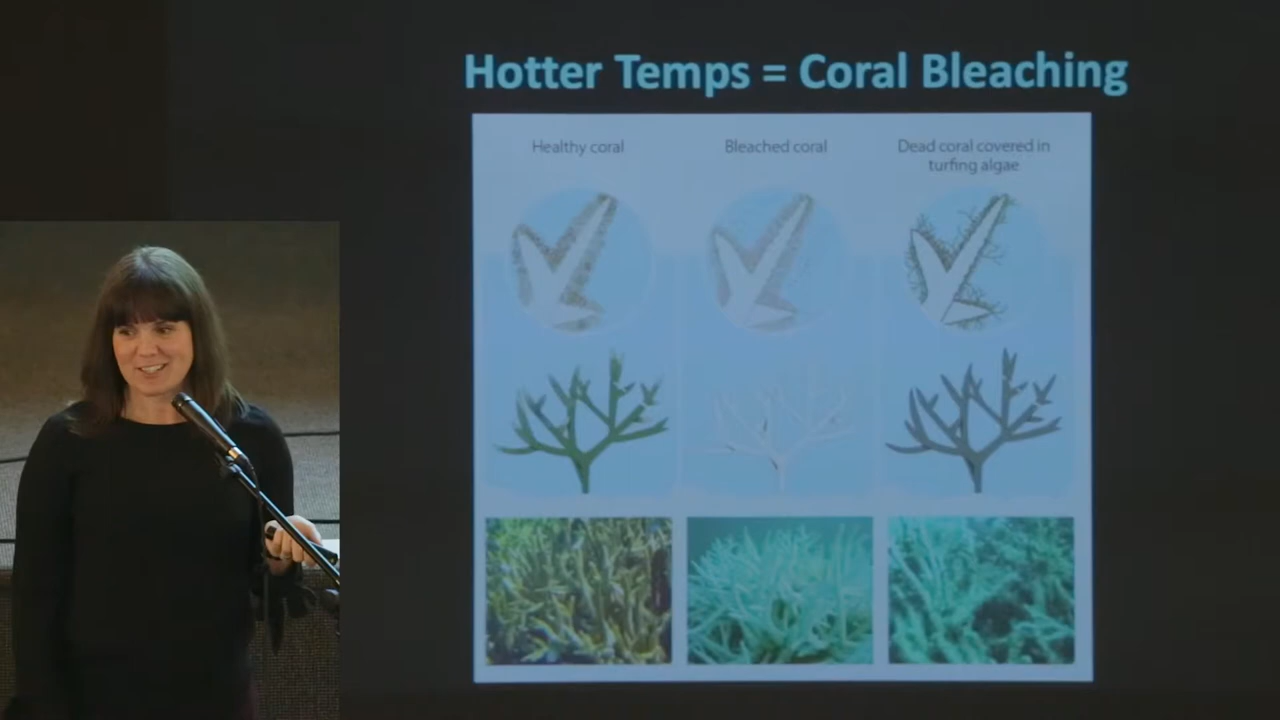 Hotter Temps = Coral Bleaching
Healthy coral
Bleached coral
Dead coral covered in
turfing algae